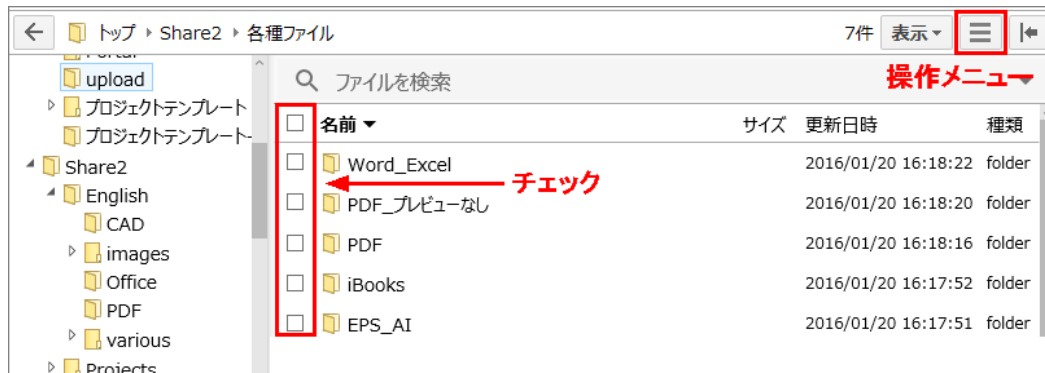 トップ ▸ Share2 ▸ 各種ファイル
7件 表示
操作メニュー
Portal
upload
プロジェクトテンプレート
プロジェクトテンプレート-
Share2
English
CAD
images
Office
PDF
various
Projects
ファイルを検索
名前 サイズ 更新日時 種類
Word_Excel 2016/01/20 16:18:22 folder
チェック
PDF_プレビューなし 2016/01/20 16:18:20 folder
PDF 2016/01/20 16:18:16 folder
iBooks 2016/01/20 16:17:52 folder
EPS_AI 2016/01/20 16:17:51 folder